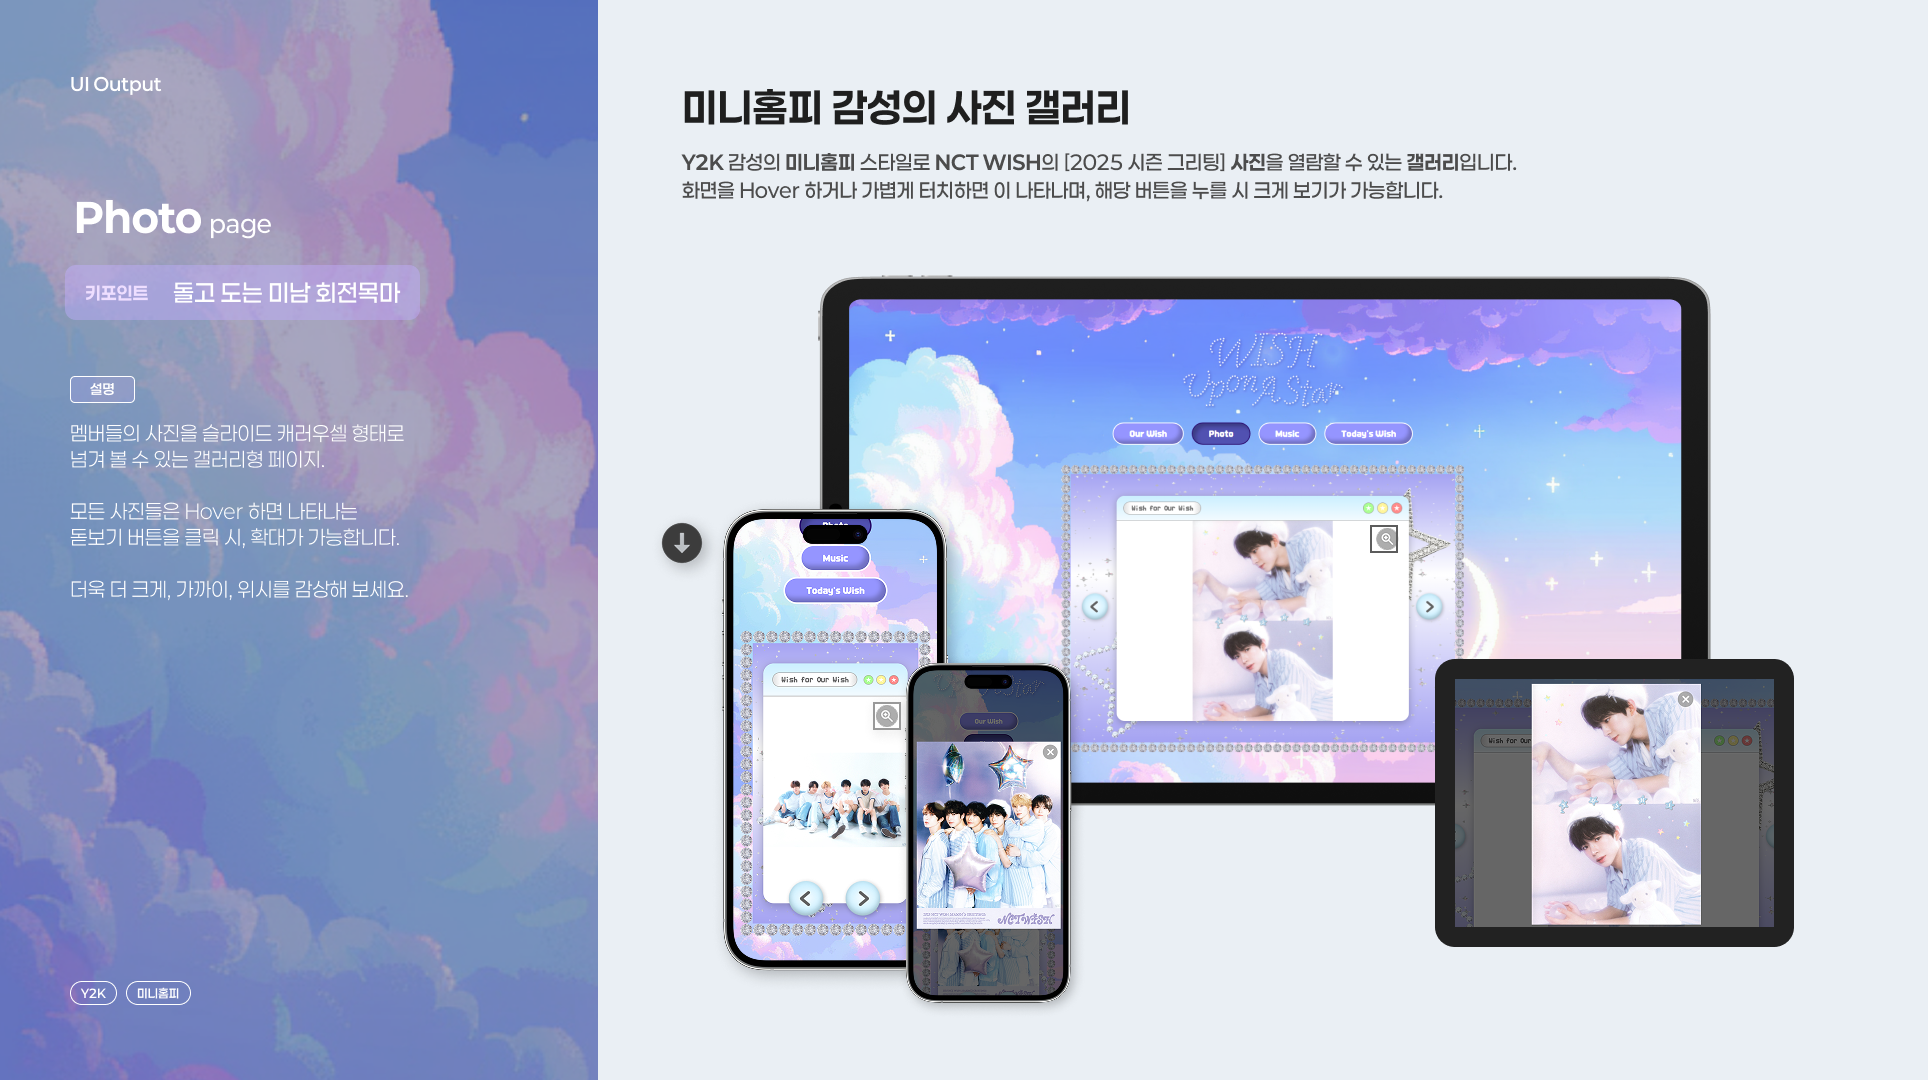 UI Output
Photo page
키포인트 돌고 도는 미남 회전목마
설명
멤버들의 사진을 슬라이드 캐러우셀 형태로
넘겨 볼 수 있는 갤러리형 페이지.
모든 사진들은 Hover 하면 나타나는
돋보기 버튼을 클릭 시, 확대가 가능합니다.
더욱 더 크게, 가까이, 위시를 감상해 보세요.
Y2K 미니홈피
미니홈피 감성의 사진 갤러리
Y2K 감성의 미니홈피 스타일로 NCT WISH의 [2025 시즌 그리팅] 사진을 열람할 수 있는 갤러리입니다.
화면을 Hover 하거나 가볍게 터치하면 이 나타나며, 해당 버튼을 누를 시 크게 보기가 가능합니다.
WISH
Upon A Star
Our Wish Photo Music Today's Wish
Wish for Our Wish
Photo
Music
Today's Wish
Wish for Our Wish
Star
Our Wish
NCT WISH
Wish for Our